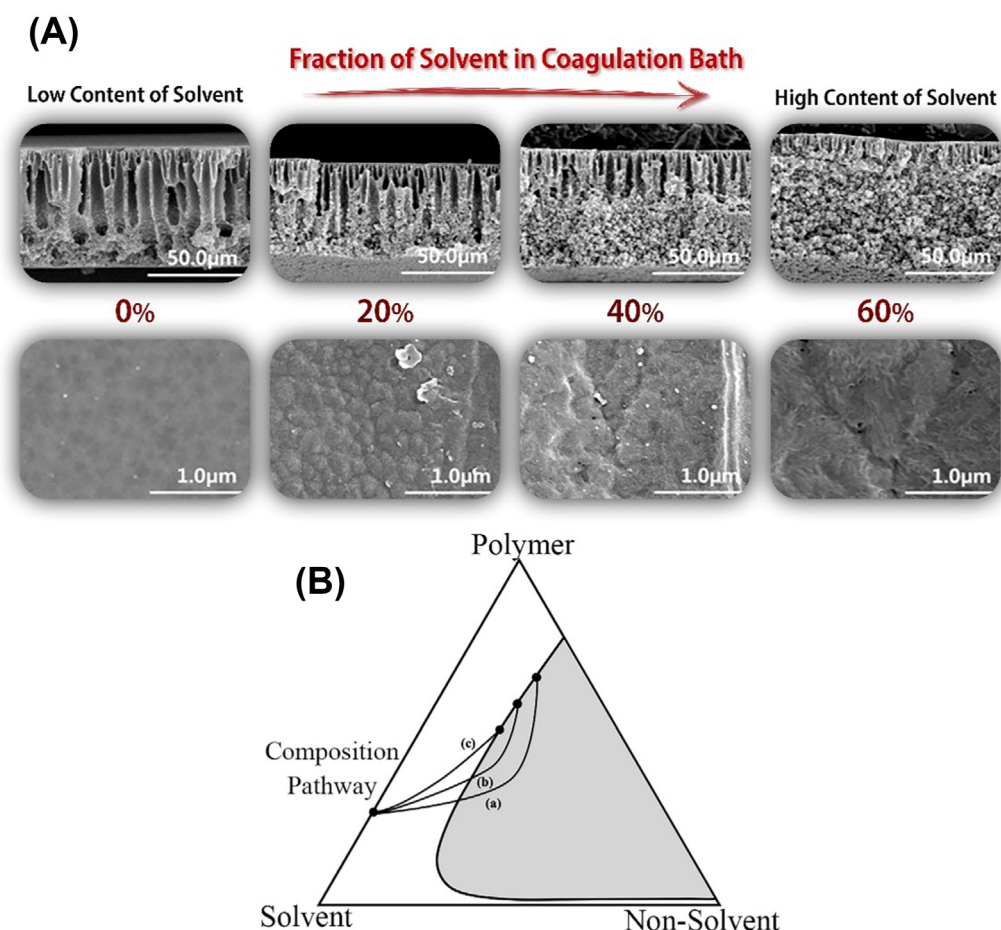 (A)
Fraction of Solvent in Coagulation Bath
Low Content of Solvent
High Content of Solvent
50.0μm
50.0μm
50.0μm
50.0μm
0%
20%
40%
60%
1.0μm
1.0μm
1.0μm
1.0μm
Polymer
(B)
Composition
Pathway
(c)
(b)
(a)
Solvent
Non-Solvent